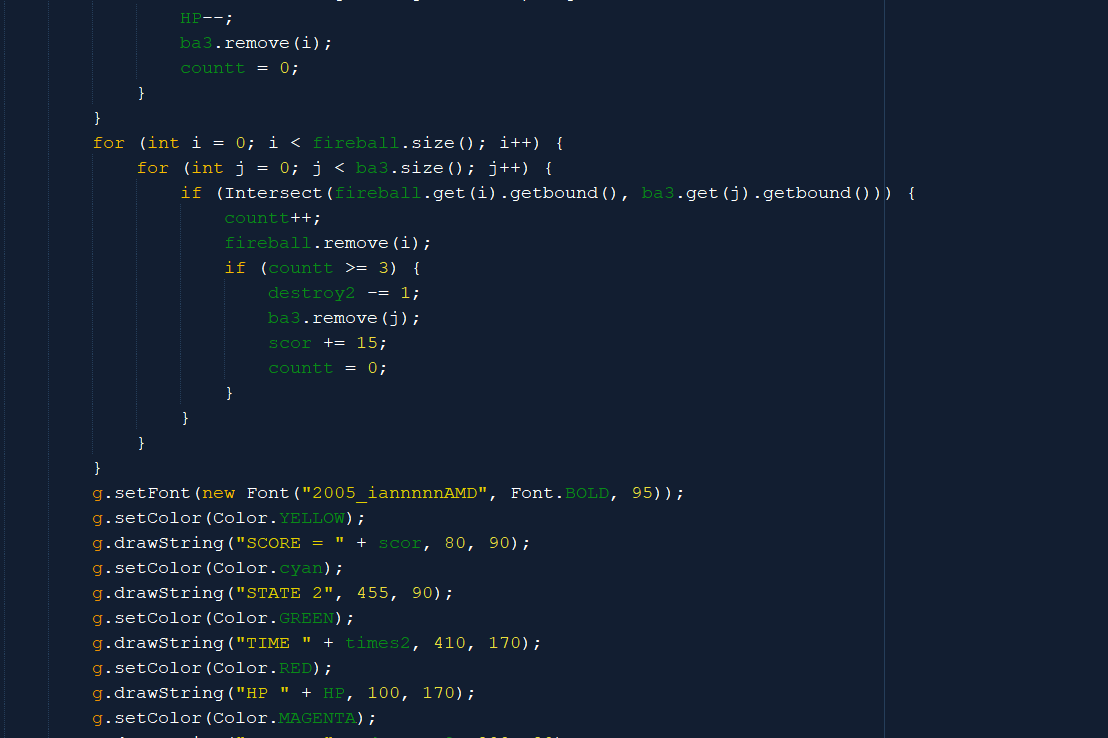 HP--;
ba3.remove(i);
countt = 0;
}
}
for (int i = 0; i < fireball.size(); i++) {
for (int j = 0; j < ba3.size(); j++) {
if (Intersect(fireball.get(i).getbound(), ba3.get(j).getbound())) {
countt++;
fireball.remove(i);
if (countt >= 3) {
destroy2 -= 1;
ba3.remove(j);
scor += 15;
countt = 0;
}
}
}
}
g.setFont(new Font("2005_iannnnnAMD", Font.BOLD, 95));
g.setColor(Color.YELLOW);
g.drawString("SCORE = " + scor, 80, 90);
g.setColor(Color.cyan);
g.drawString("STATE 2", 455, 90);
g.setColor(Color.GREEN);
g.drawString("TIME " + times2, 410, 170);
g.setColor(Color.RED);
g.drawString("HP " + HP, 100, 170);
g.setColor(Color.MAGENTA);